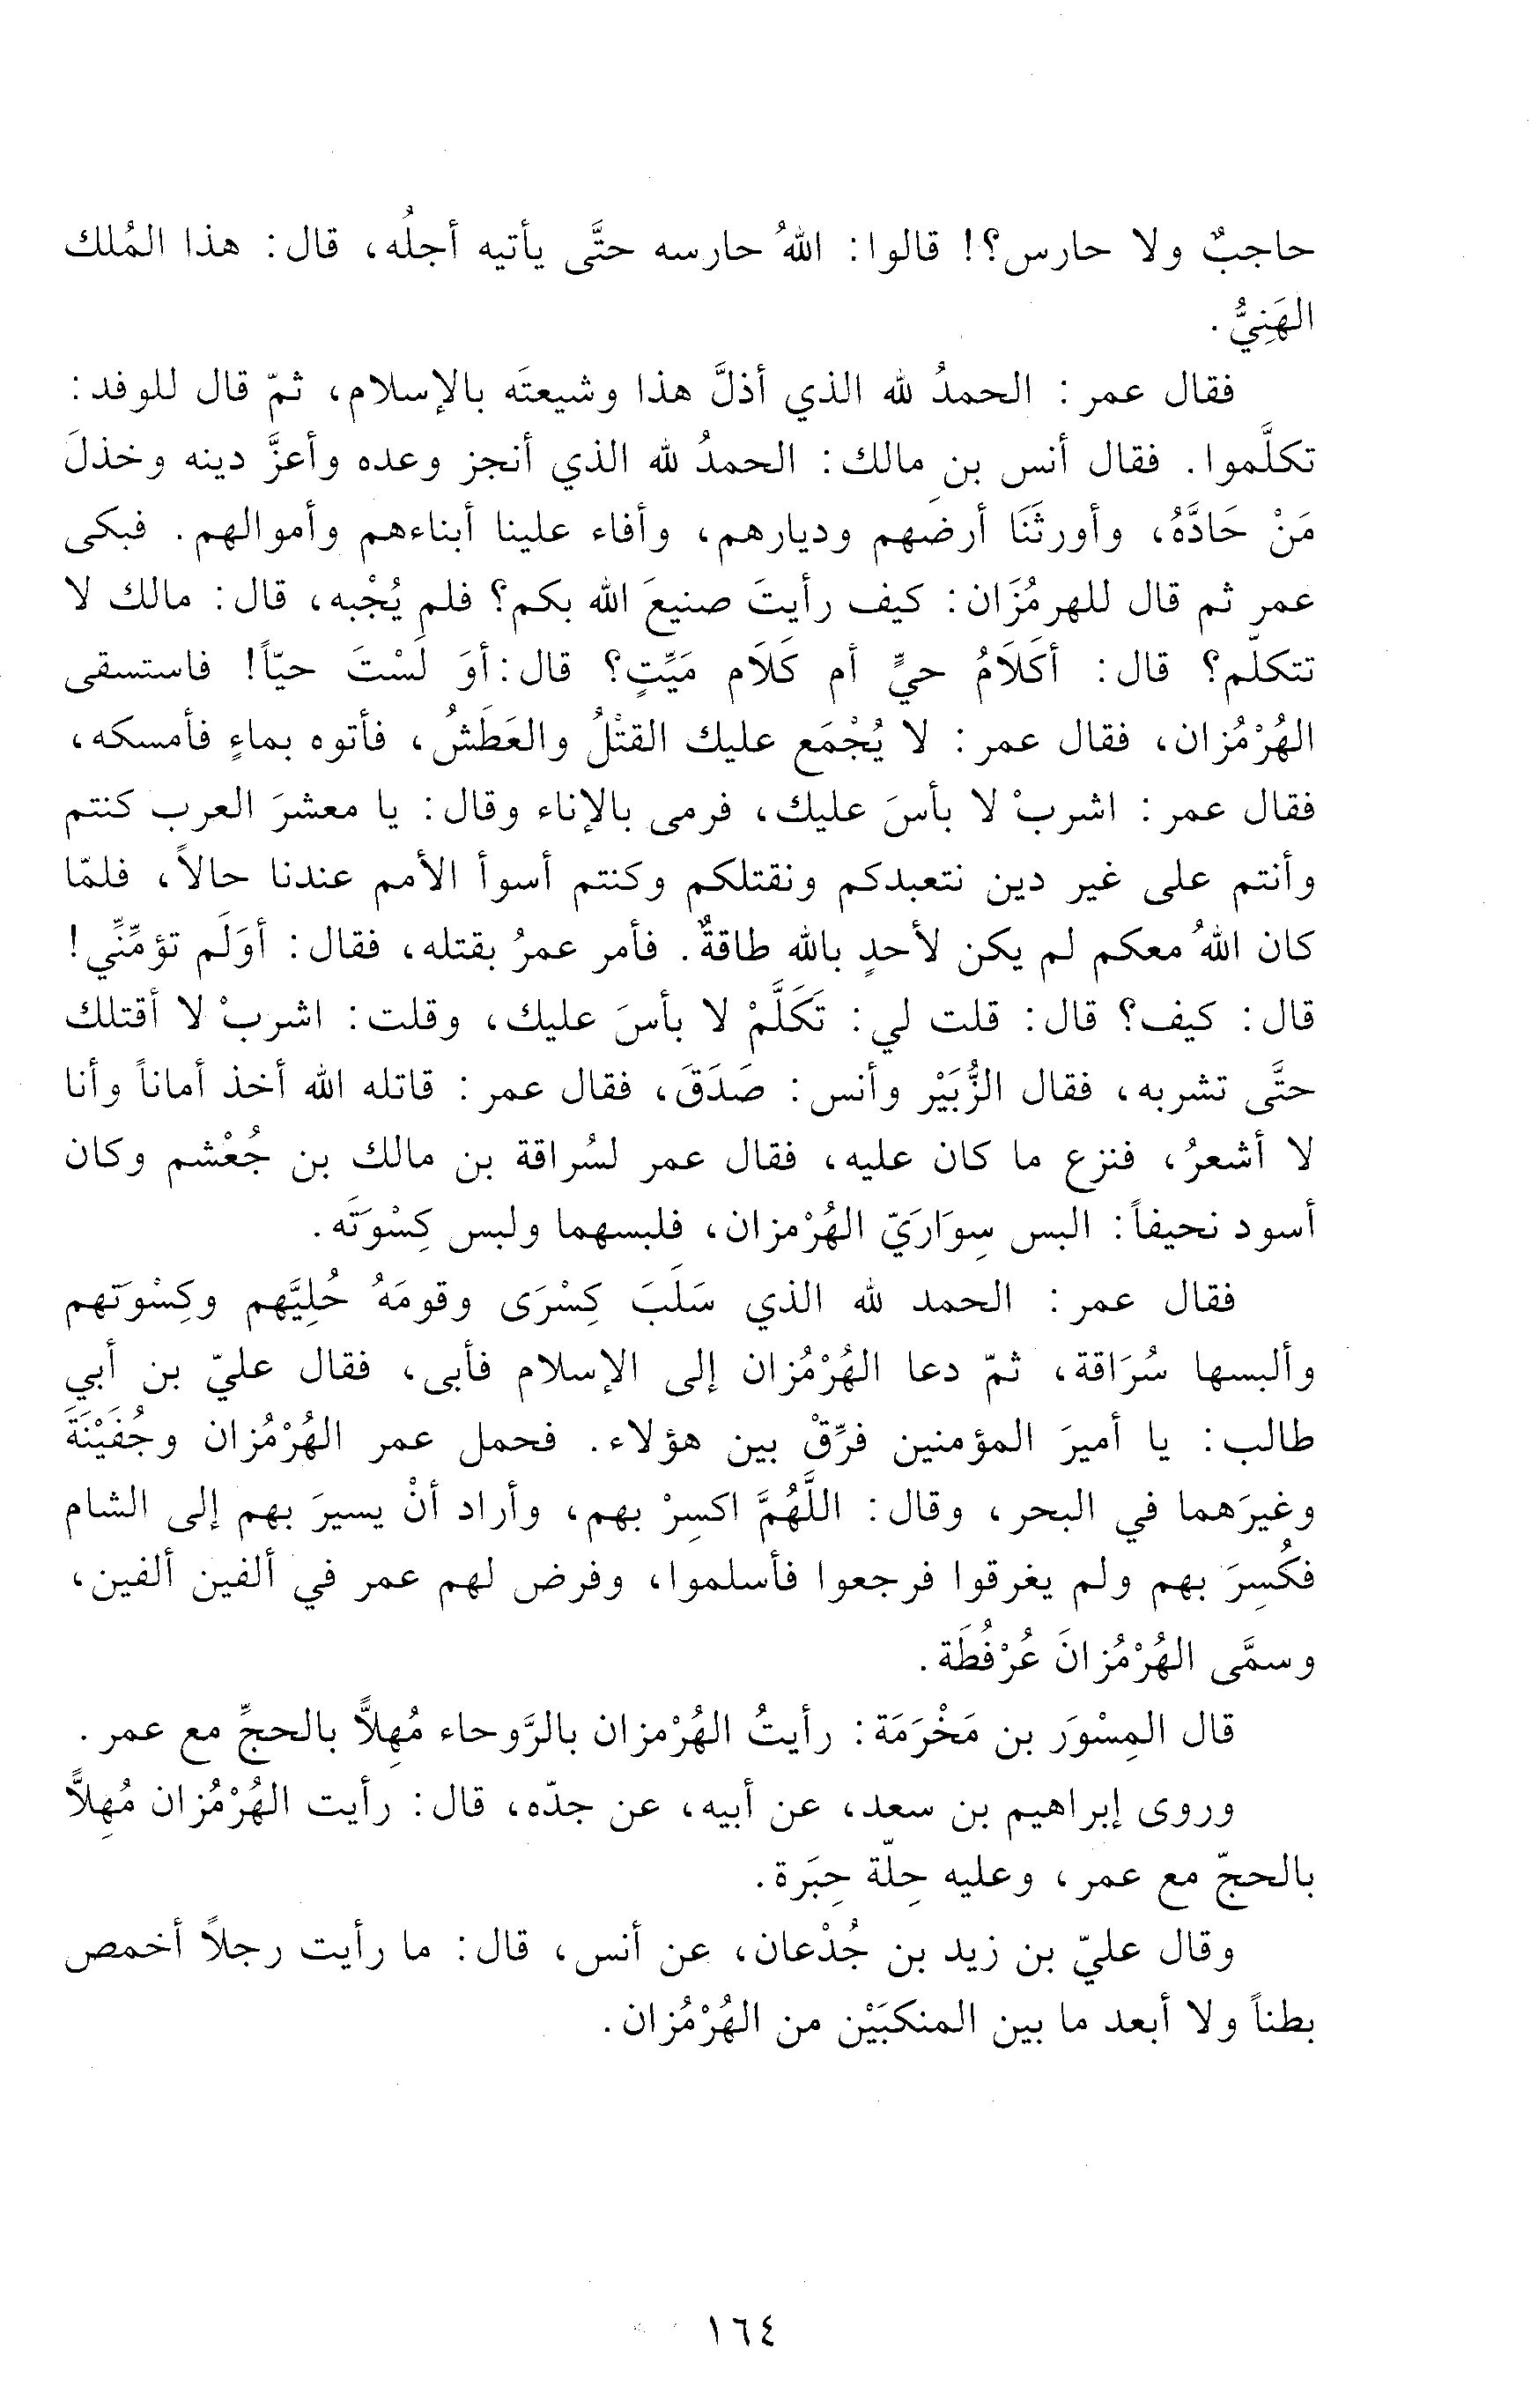 حاجبٌ ولا حارس؟! قالوا: اللهُ حارسه حتَّى يأتيه أجلُه، قال: هذا المُلك
الهَنِيُّ.
فقال عمر: الحمدُ لله الذي أذلَّ هذا وشيعتَه بالإسلام، ثمّ قال للوفد:
تكلَّموا. فقال أنس بن مالك: الحمدُ لله الذي أنجز وعده وأعزَّ دينه وخذلَ
مَنْ حَادَّهُ، وأورثَنَا أرضَهم وديارهم، وأفاء علينا أبناءهم وأموالهم. فبكى
عمر ثم قال للهرمُزَان: كيف رأيتَ صنيعَ الله بكم؟ فلم يُجْبه، قال: مالك لا
تتكلّم؟ قال: أكَلَامُ حيٍّ أم كَلَام مَيِّتٍ؟ قال:أوَ لَسْتَ حيّاً! فاستسقى
الهُرْمُزان، فقال عمر: لا يُجْمَع عليك القتْلُ والعَطَشُ، فأتوه بماءٍ فأمسكه،
فقال عمر: اشربْ لا بأسَ عليك، فرمى بالإناء وقال: يا معشرَ العرب كنتم
وأنتم على غير دين نتعبدكم ونقتلكم وكنتم أسوأ الأمم عندنا حالاً، فلمّا
كان اللهُ معكم لم يكن لأحدٍ بالله طاقةٌ. فأمر عمرُ بقتله، فقال: أوَلَم تؤمِّنِّي!
قال: كيف؟ قال: قلت لي: تَكَلَّمْ لا بأسَ عليك، وقلت: اشربْ لا أقتلك
حتَّى تشربه، فقال الزُّبَيْر وأنس: صَدَقَ، فقال عمر: قاتله الله أخذ أماناً وأنا
لا أشعرُ، فنزع ما كان عليه، فقال عمر لسُراقة بن مالك بن جُعْشم وكان
أسود نحيفاً: البس سِوَارَيّ الهُرْمزان، فلبسهما ولبس كِسْوَتَه.
فقال عمر: الحمد لله الذي سَلَبَ كِسْرَى وقومَهُ حُلِيَّهم وكِسْوتَهم
وألبسها سُرَاقة، ثمّ دعا الهُرْمُزان إلى الإسلام فأبى، فقال عليّ بن أبي
طالب: يا أميرَ المؤمنين فرِّقْ بين هؤلاء. فحمل عمر الهُرْمُزان وجُفَيْنَةَ
وغيرَهما في البحر، وقال: اللَّهُمَّ اكسِرْ بهم، وأراد أنْ يسيرَ بهم إلى الشام
فكُسِرَ بهم ولم يغرقوا فرجعوا فأسلموا، وفرض لهم عمر في ألفين ألفين،
وسمَّى الهُرْمُزانَ عُرْفُطَة.
قال المِسْوَر بن مَخْرَمَة: رأيتُ الهُرْمزان بالرَّوحاء مُهِلاًّ بالحجِّ مع عمر.
وروى إبراهيم بن سعد، عن أبيه، عن جدّه، قال: رأيت الهُرْمُزان مُهِلاًّ
بالحجّ مع عمر، وعليه حِلّة حِبَرة.
وقال عليّ بن زيد بن جُدْعان، عن أنس، قال: ما رأيت رجلاً أخمص
بطناً ولا أبعد ما بين المنكبَيْن من الهُرْمُزان.
١٦٤